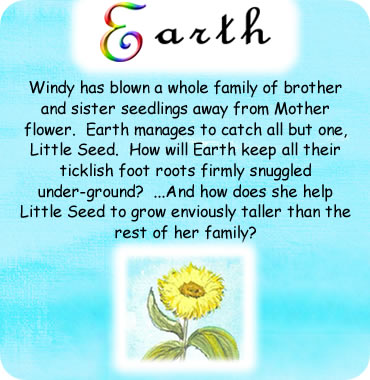 Earth
Windy has blown a whole family of brother
and sister seedlings away from Mother
flower.  Earth manages to catch all but one,
Little Seed.  How will Earth keep all their
ticklish foot roots firmly snuggled
under-ground?  ...And how does she help
Little Seed to grow enviously taller than the
rest of her family?